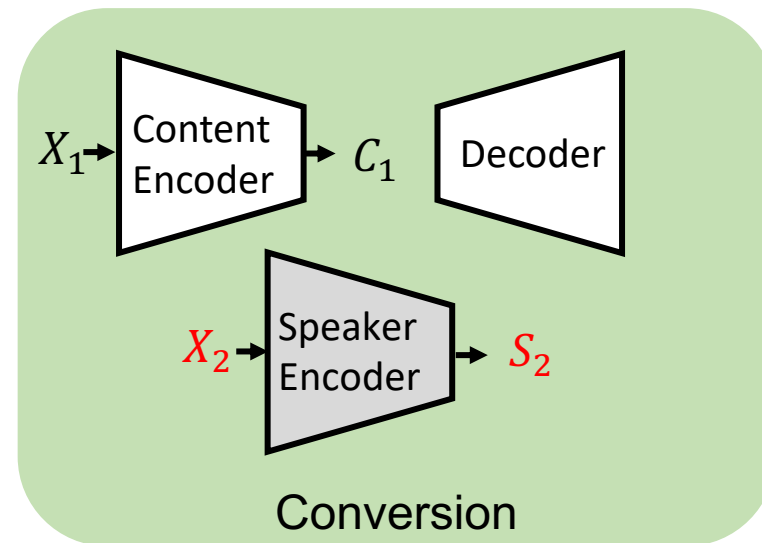 X₁ Content Encoder C₁ Decoder
X₂ Speaker Encoder S₂
Conversion